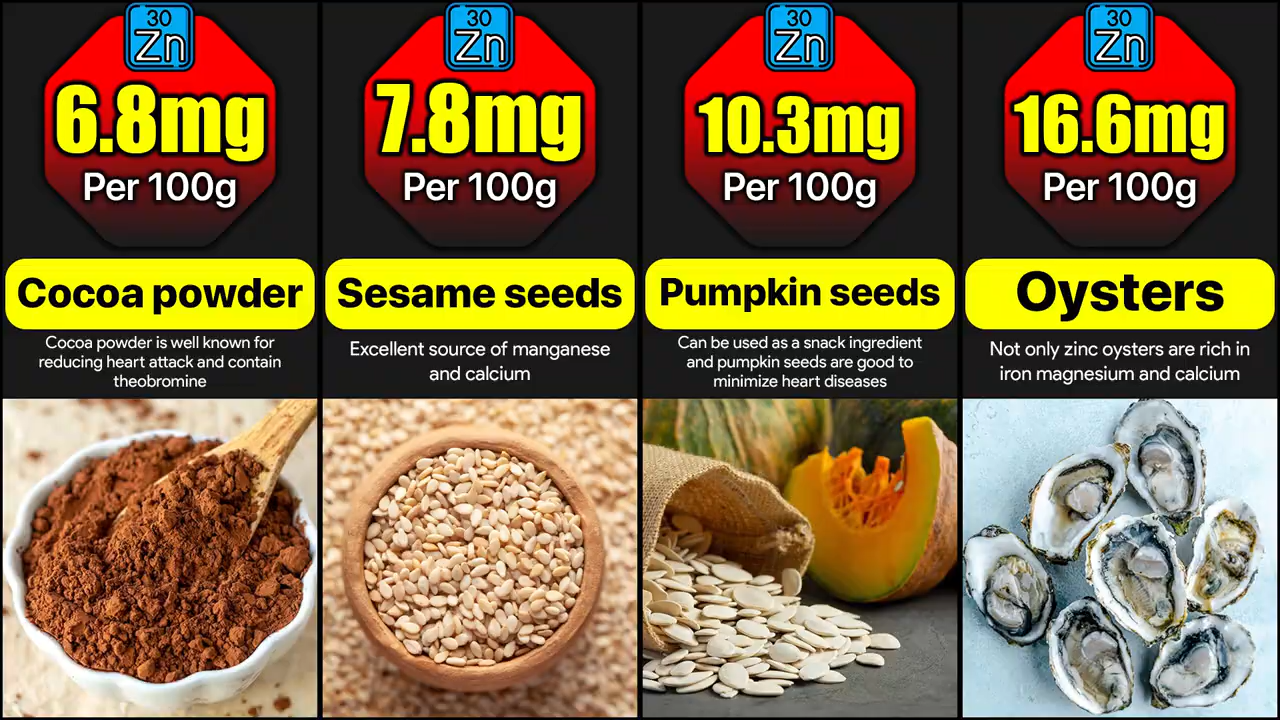 30
Zn
6.8mg
Per 100g
Cocoa powder
Cocoa powder is well known for
reducing heart attack and contain
theobromine
30
Zn
7.8mg
Per 100g
Sesame seeds
Excellent source of manganese
and calcium
30
Zn
10.3mg
Per 100g
Pumpkin seeds
Can be used as a snack ingredient
and pumpkin seeds are good to
minimize heart diseases
30
Zn
16.6mg
Per 100g
Oysters
Not only zinc oysters are rich in
iron magnesium and calcium